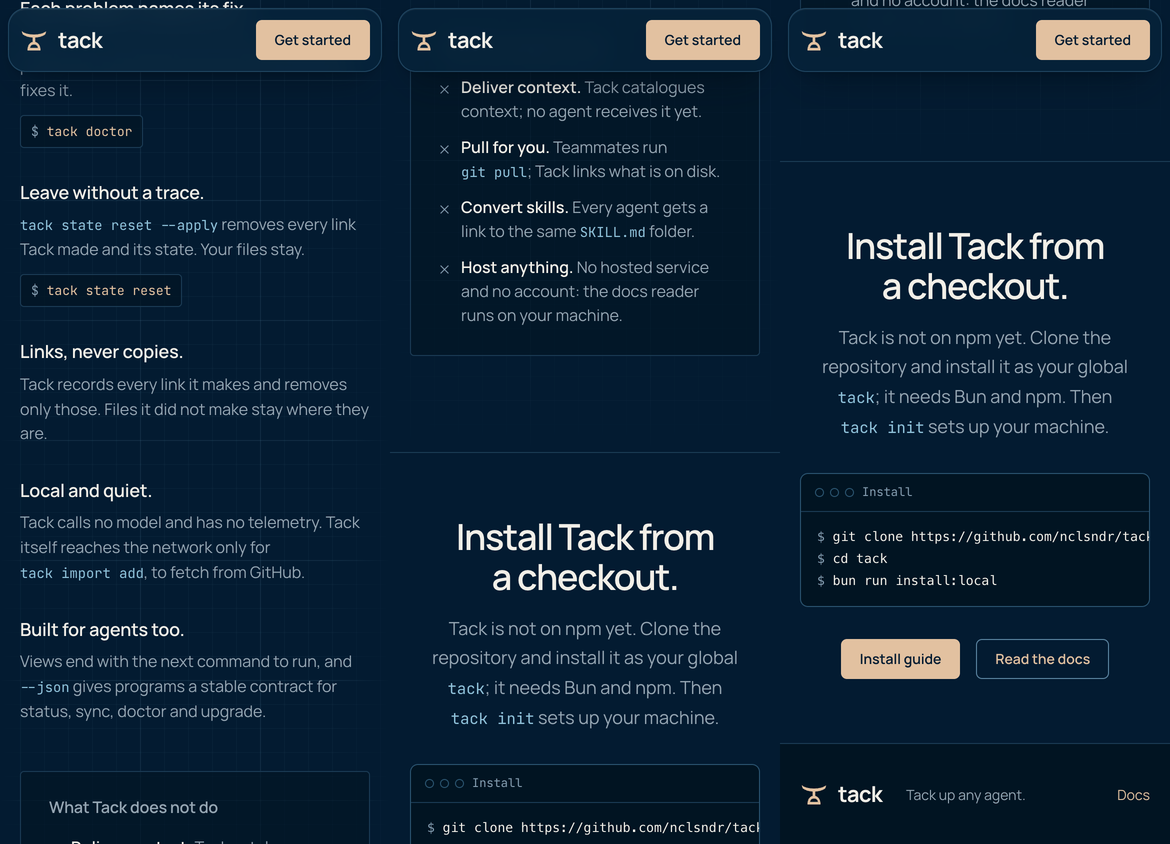 Each problem names its fix.
tack
Get started
fixes it.
$ tack doctor
Leave without a trace.
tack state reset --apply removes every link
Tack made and its state. Your files stay.
$ tack state reset
Links, never copies.
Tack records every link it makes and removes
only those. Files it did not make stay where they
are.
Local and quiet.
Tack calls no model and has no telemetry. Tack
itself reaches the network only for
tack import add, to fetch from GitHub.
Built for agents too.
Views end with the next command to run, and
--json gives programs a stable contract for
status, sync, doctor and upgrade.
What Tack does not do
tack
Get started
× Deliver context. Tack catalogues
context; no agent receives it yet.
× Pull for you. Teammates run
git pull; Tack links what is on disk.
× Convert skills. Every agent gets a
link to the same SKILL.md folder.
× Host anything. No hosted service
and no account: the docs reader
runs on your machine.
Install Tack from
a checkout.
Tack is not on npm yet. Clone the
repository and install it as your global
tack; it needs Bun and npm. Then
tack init sets up your machine.
Install
$ git clone https://github.com/nclsndr/tack
and no account: the docs reader
tack
Get started
Install Tack from
a checkout.
Tack is not on npm yet. Clone the
repository and install it as your global
tack; it needs Bun and npm. Then
tack init sets up your machine.
Install
$ git clone https://github.com/nclsndr/tack
$ cd tack
$ bun run install:local
Install guide
Read the docs
tack
Tack up any agent.
Docs